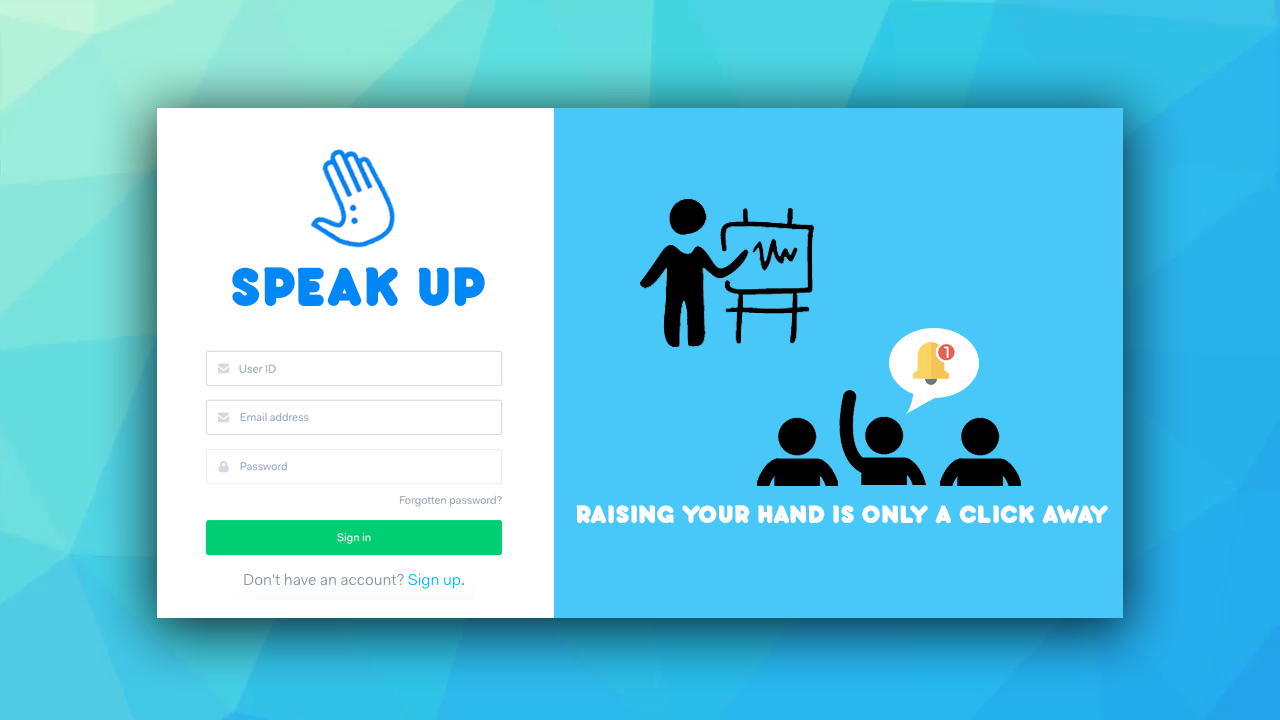 SPEAK UP
User ID
Email address
Password
Forgotten password?
Sign in
Don't have an account? Sign up.
1
RAISING YOUR HAND IS ONLY A CLICK AWAY